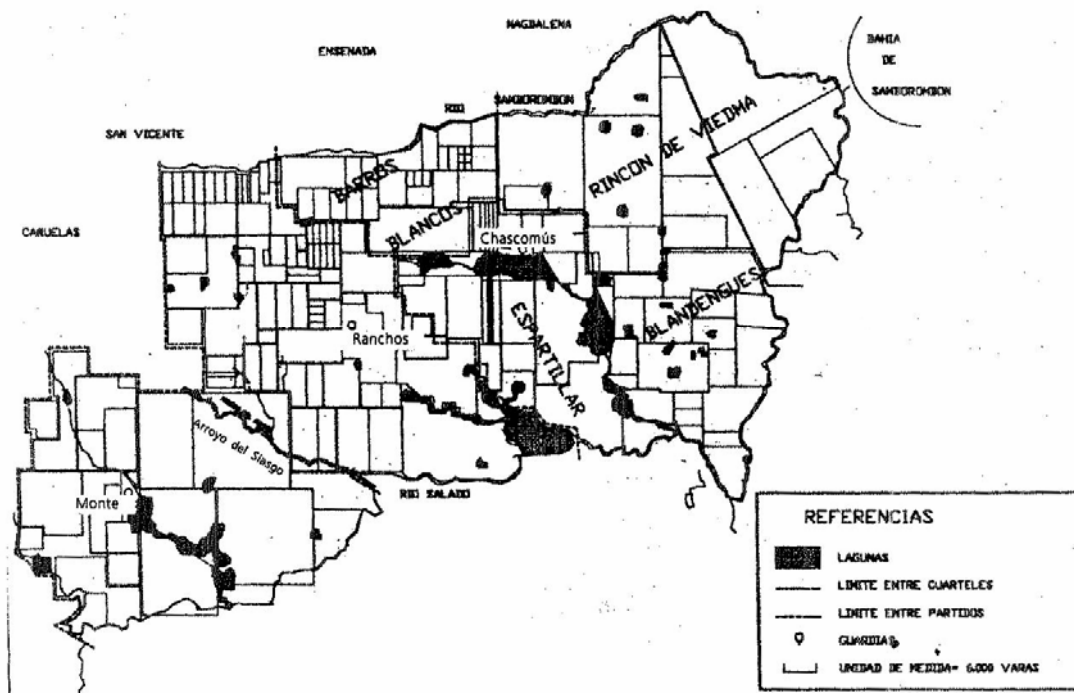 MAGDALENA
ENSENADA
BAHIA
DE
SAMBOROMBON
RIO
SAMBOROMBON
SAN VICENTE
RINCON DE VIEDMA
BARROS
BLANCOS
CAÑUELAS
Chascomús
BLANDENGUES
ESPARTILLAR
Ranchos
Arroyo del Siasgo
RIO SALADO
Monte
REFERENCIAS
LAGUNAS
LIMITE ENTRE CUARTELES
LIMITE ENTRE PARTIDOS
GUARDIAS
UNIDAD DE MEDIDA= 6.000 VARAS